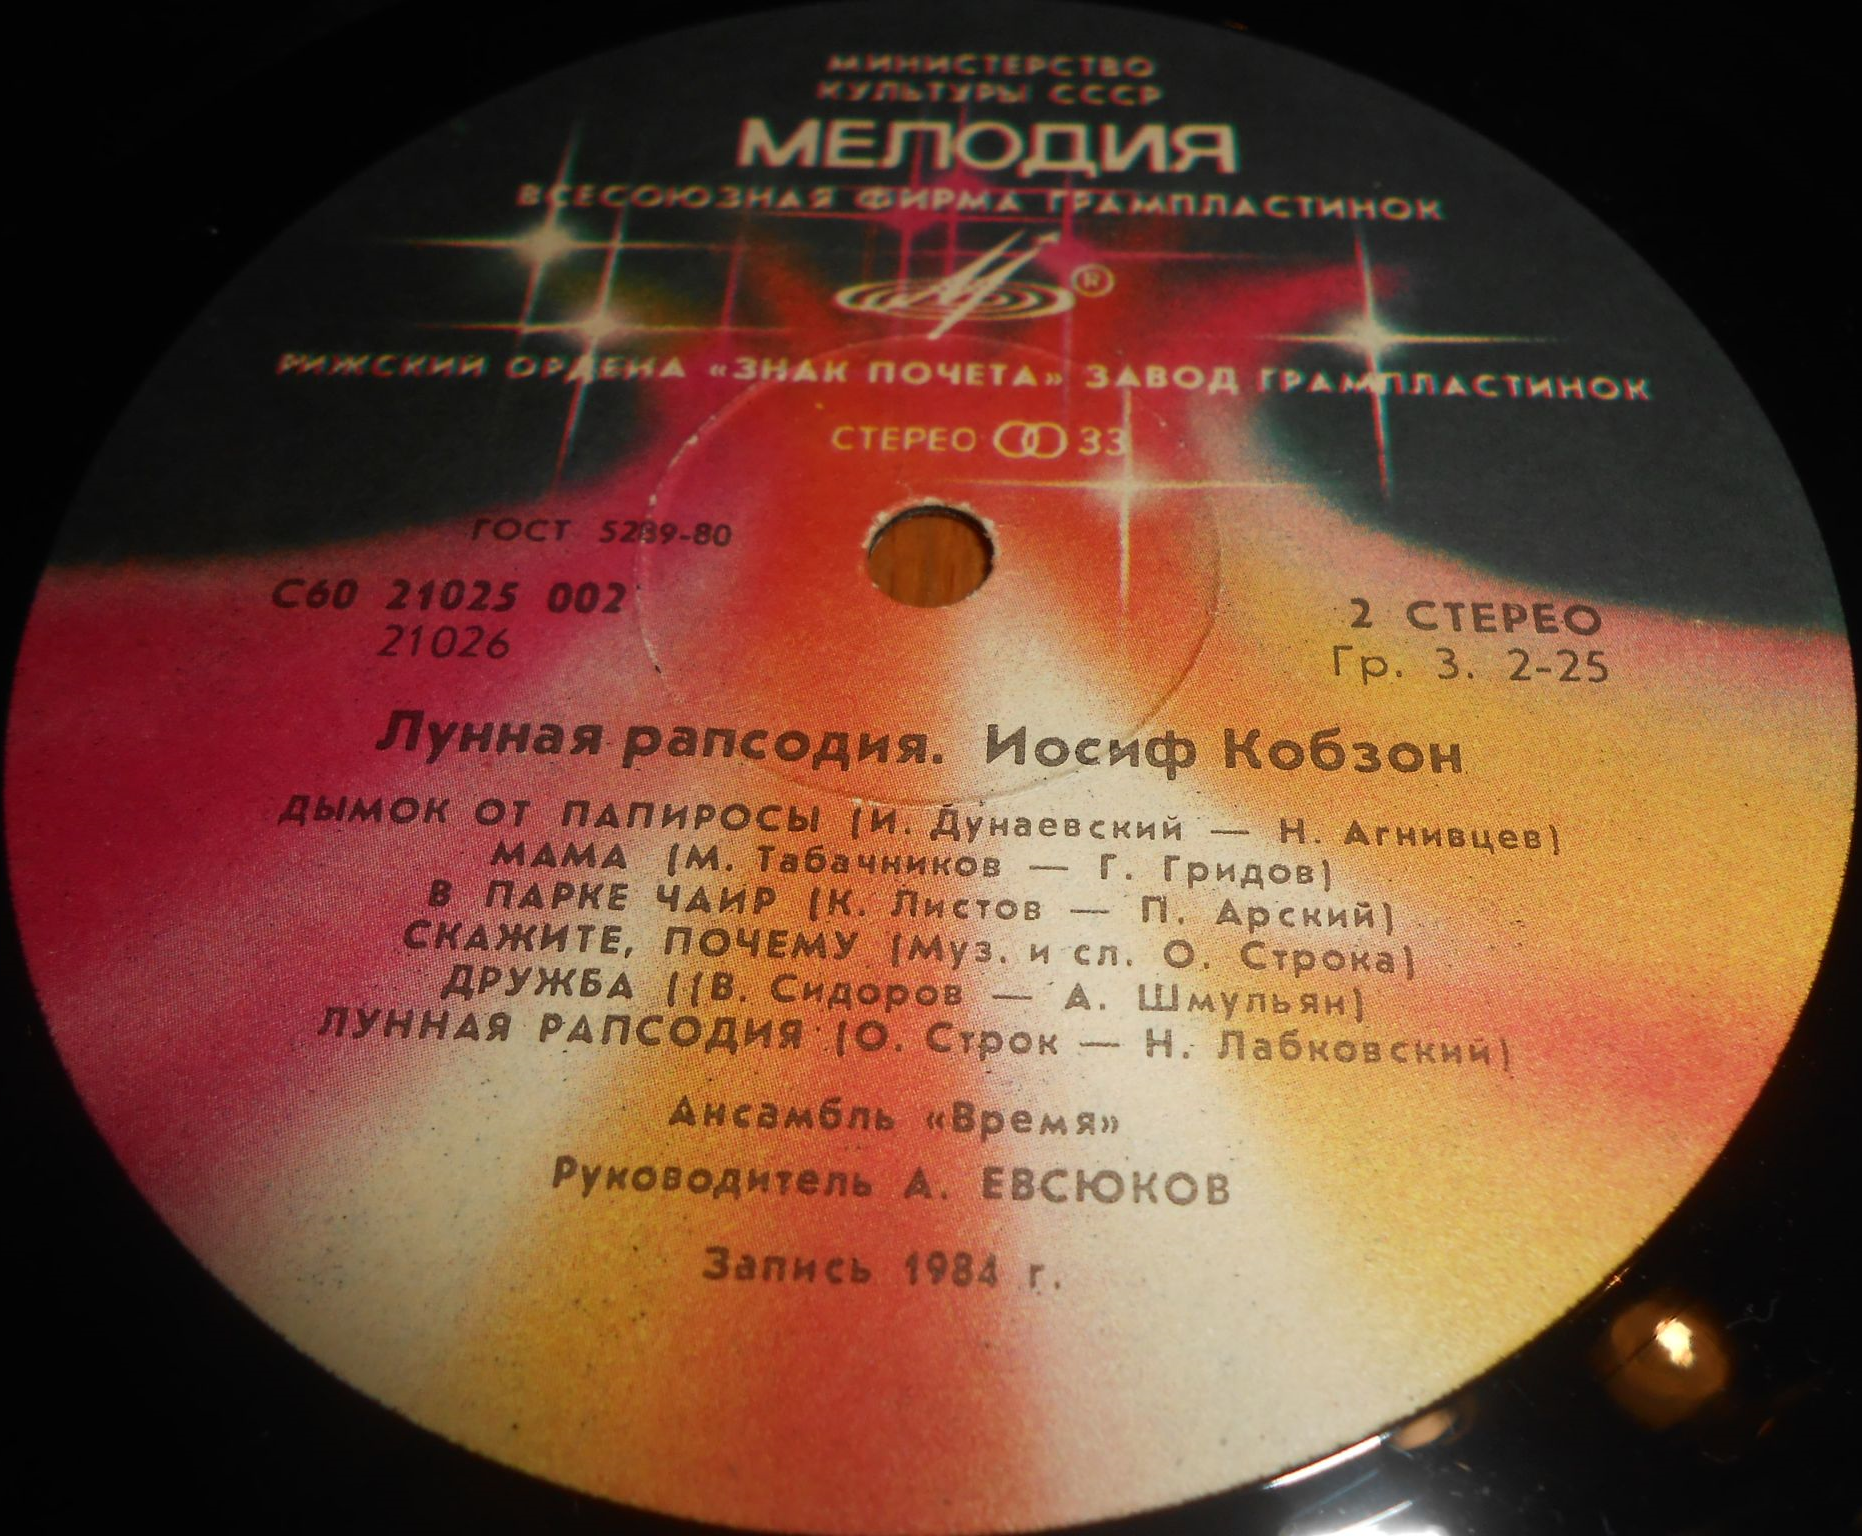 МИНИСТЕРСТВО
КУЛЬТУРЫ СССР
МЕЛОДИЯ
ВСЕСОЮЗНАЯ ФИРМА ГРАМПЛАСТИНОК
®
РИЖСКИЙ ОРДЕНА «ЗНАК ПОЧЕТА» ЗАВОД ГРАМПЛАСТИНОК
СТЕРЕО 33
ГОСТ 5289-80
С60 21025 002
21026
2 СТЕРЕО
Гр. 3. 2-25
Лунная рапсодия. Иосиф Кобзон
ДЫМОК ОТ ПАПИРОСЫ (И. Дунаевский — Н. Агнивцев)
МАМА (М. Табачников — Г. Гридов)
В ПАРКЕ ЧАИР (К. Листов — П. Арский)
СКАЖИТЕ, ПОЧЕМУ (Муз. и сл. О. Строка)
ДРУЖБА ((В. Сидоров — А. Шмульян)
ЛУННАЯ РАПСОДИЯ (О. Строк — Н. Лабковский)
Ансамбль «Время»
Руководитель А. ЕВСЮКОВ
Запись 1984 г.